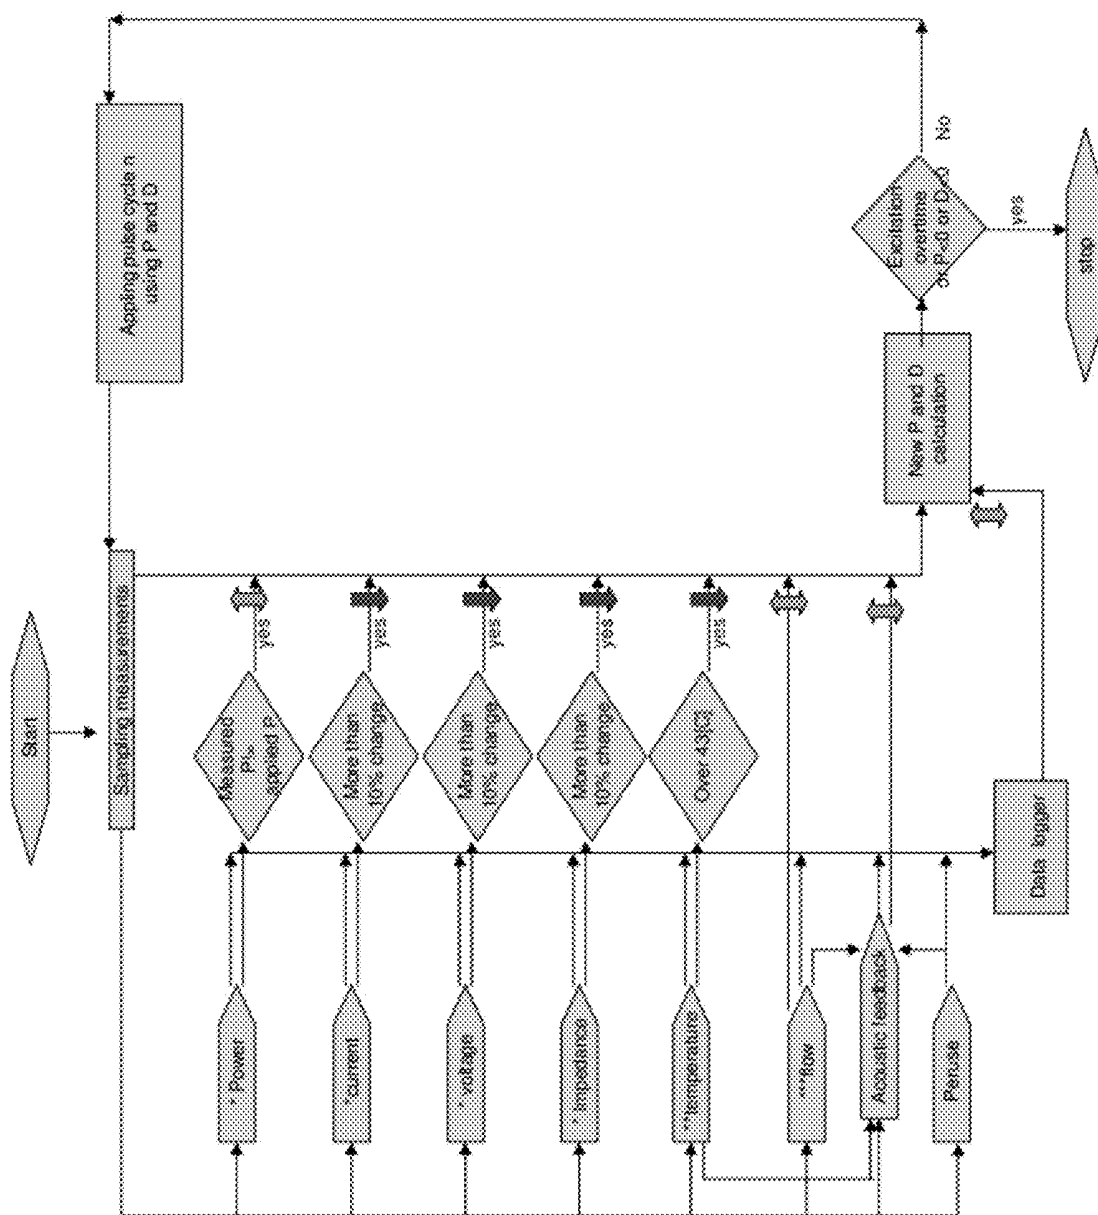 Start
Sampling measurements
Appling pulse cycle n
using P and D
* Power
*current
* voltage
* Impedance
**temperature
***flow
Acoustic feedback
Peruse
Measured
P!=
applied P
More than
10% change
More than
10% change
More than
10% change
Over 43[C]
yes
yes
yes
yes
yes
Data logger
New P and D
calculation
Excitation
overtime
or P<0 or D<0
No
yes
stop